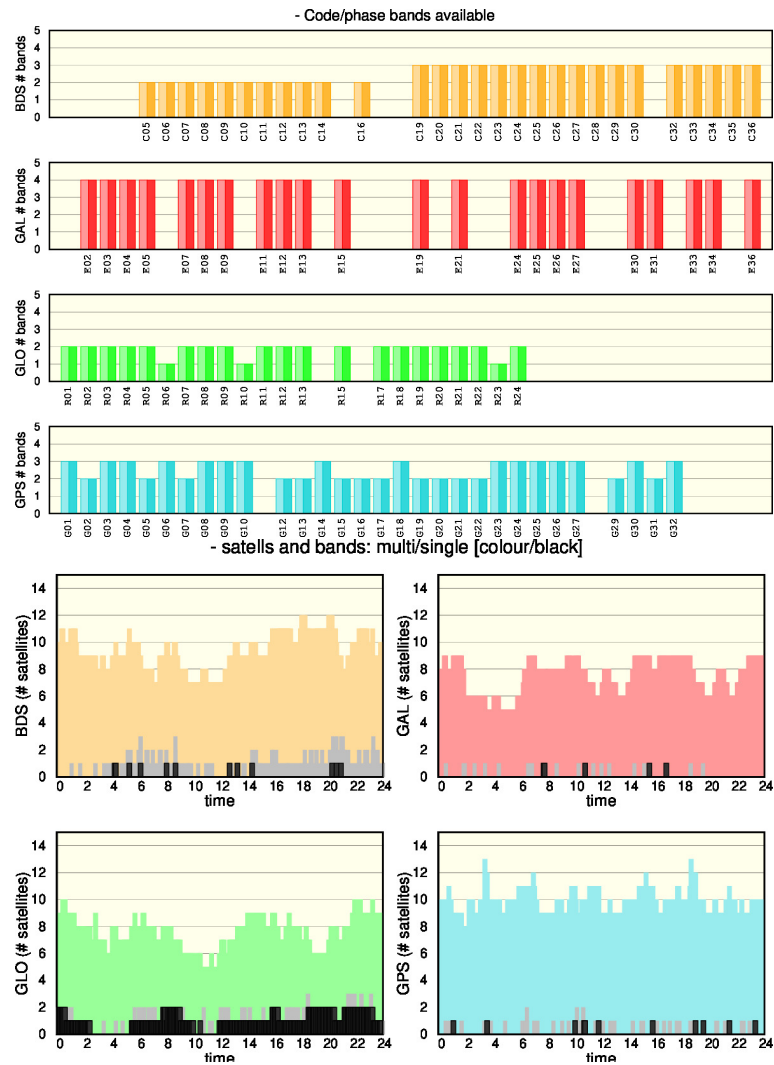 - Code/phase bands available
BDS # bands
5
4
3
2
1
0
C05 C06 C07 C08 C09 C10 C11 C12 C13 C14 C16 C19 C20 C21 C22 C23 C24 C25 C26 C27 C28 C29 C30 C32 C33 C34 C35 C36
GAL # bands
5
4
3
2
1
0
E02 E03 E04 E05 E07 E08 E09 E11 E12 E13 E15 E19 E21 E24 E25 E26 E27 E30 E31 E33 E34 E36
GLO # bands
5
4
3
2
1
0
R01 R02 R03 R04 R05 R06 R07 R08 R09 R10 R11 R12 R13 R15 R17 R18 R19 R20 R21 R22 R23 R24
GPS # bands
5
4
3
2
1
0
G01 G02 G03 G04 G05 G06 G07 G08 G09 G10 G12 G13 G14 G15 G16 G17 G18 G19 G20 G21 G22 G23 G24 G25 G26 G27 G29 G30 G31 G32
- satells and bands: multi/single [colour/black]
BDS (# satellites)
14
12
10
8
6
4
2
0
0 2 4 6 8 10 12 14 16 18 20 22 24
time
GAL (# satellites)
14
12
10
8
6
4
2
0
0 2 4 6 8 10 12 14 16 18 20 22 24
time
GLO (# satellites)
14
12
10
8
6
4
2
0
0 2 4 6 8 10 12 14 16 18 20 22 24
time
GPS (# satellites)
14
12
10
8
6
4
2
0
0 2 4 6 8 10 12 14 16 18 20 22 24
time